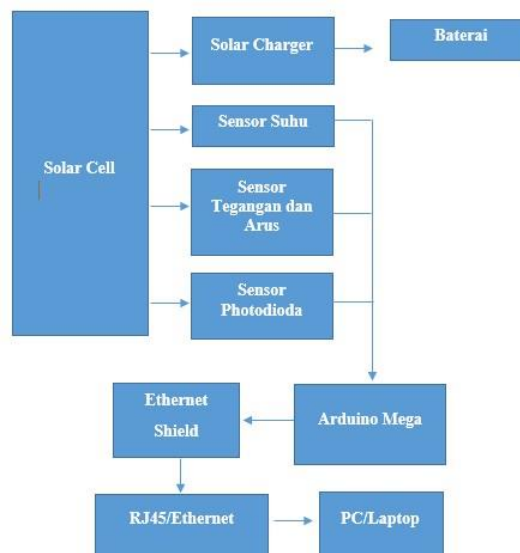 Solar Cell
Solar Charger
Baterai
Sensor Suhu
Sensor
Tegangan dan
Arus
Sensor
Photodioda
Ethernet
Shield
Arduino Mega
RJ45/Ethernet
PC/Laptop